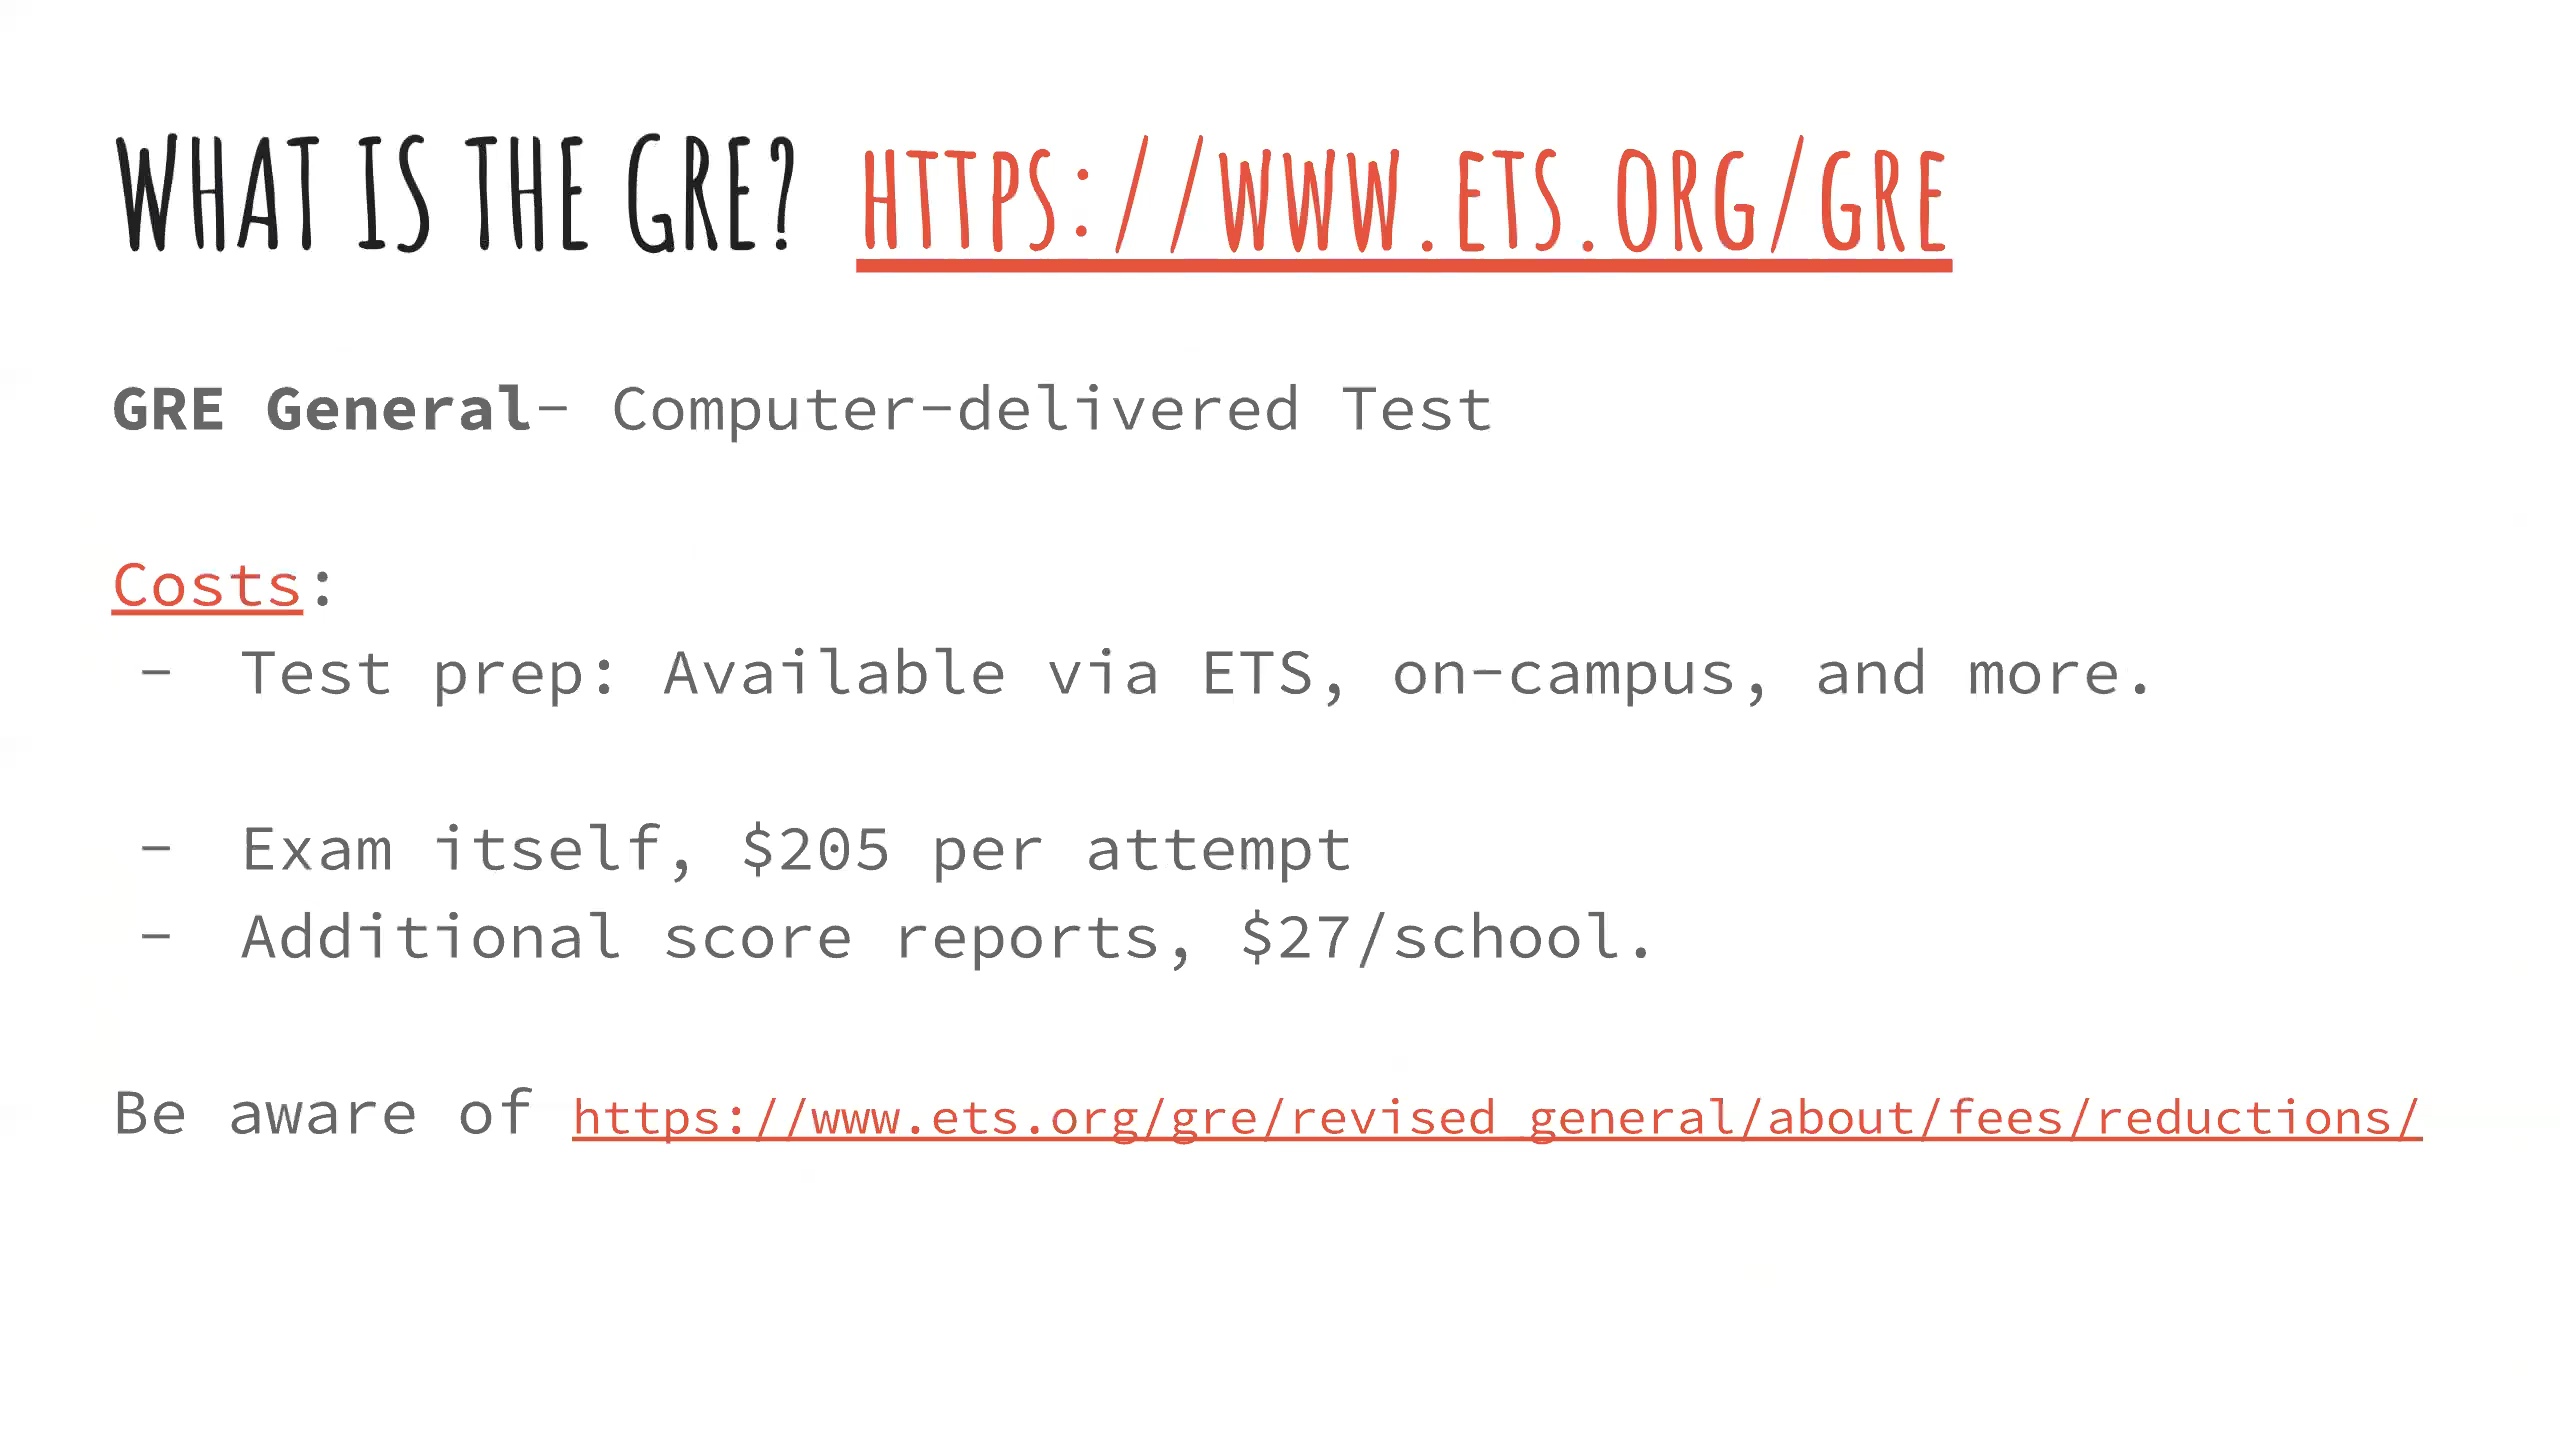 WHAT IS THE GRE? HTTPS://WWW.ETS.ORG/GRE
GRE General- Computer-delivered Test
Costs:
- Test prep: Available via ETS, on-campus, and more.
- Exam itself, $205 per attempt
- Additional score reports, $27/school.
Be aware of https://www.ets.org/gre/revised_general/about/fees/reductions/